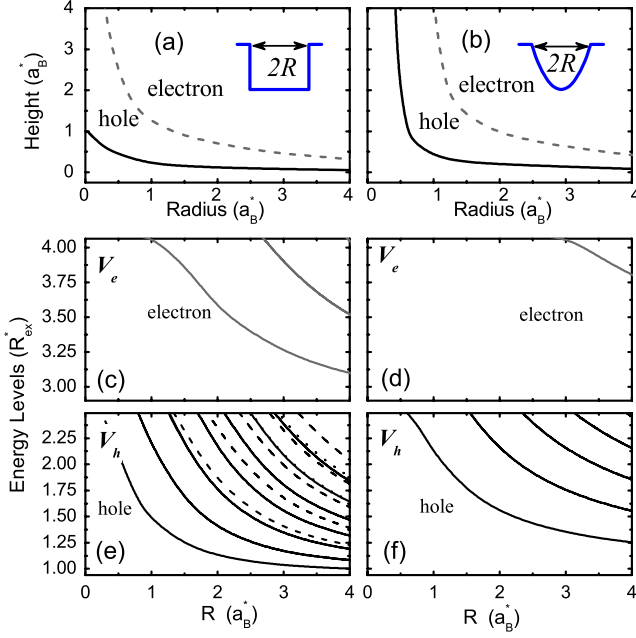 4
3
2
1
0
Height (a*B)
(a)
2R
electron
hole
0 1 2 3 4
Radius (a*B)
(b)
2R
electron
hole
0 1 2 3 4
Radius (a*B)
Energy Levels (R*ex)
4.00
3.75
3.50
3.25
3.00
Ve
electron
(c)
Ve
electron
(d)
2.25
2.00
1.75
1.50
1.25
1.00
Vh
hole
(e)
0 1 2 3 4
R (a*B)
Vh
hole
(f)
0 1 2 3 4
R (a*B)